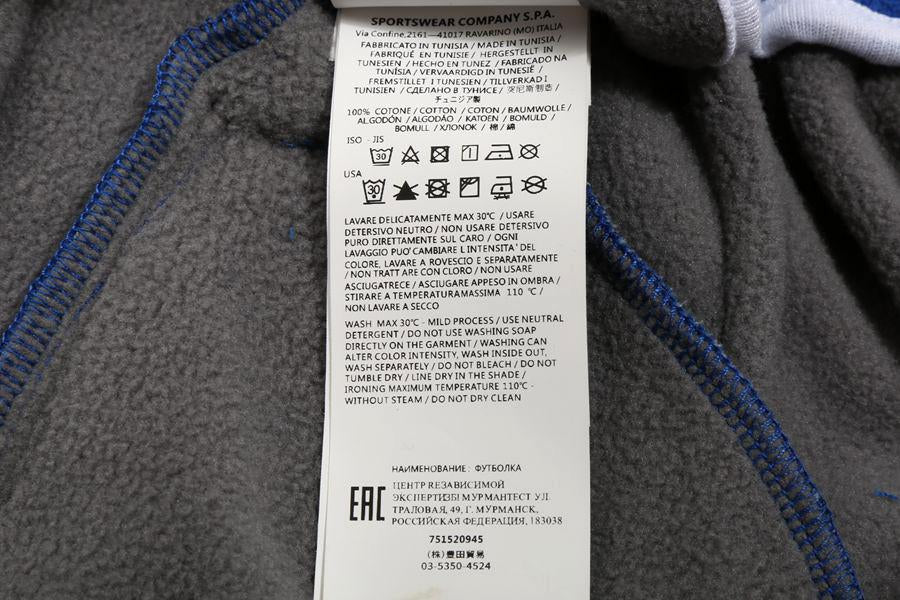 SPORTSWEAR COMPANY S.P.A.
Via Confine,2161—41017 RAVARINO (MO) ITALIA
FABBRICATO IN TUNISIA / MADE IN TUNISIA /
FABRIQUÉ EN TUNISIE / HERGESTELLT IN
TUNESIEN / HECHO EN TUNEZ / FABRICADO NA
TUNÍSIA / VERVAARDIGD IN TUNESIË /
FREMSTILLET I TUNESIEN / TILLVERKAD I
TUNISIEN / СДЕЛАНО В ТУНИСЕ / 突尼斯制造 /
チュニジア製
100% COTONE / COTTON / COTON / BAUMWOLLE /
ALGODÓN / ALGODÃO / KATOEN / BOMULD /
BOMULL / ХЛОПОК / 棉 / 綿
ISO - JIS
30
USA
30
LAVARE DELICATAMENTE MAX 30℃ / USARE
DETERSIVO NEUTRO / NON USARE DETERSIVO
PURO DIRETTAMENTE SUL CARO / OGNI
LAVAGGIO PUO' CAMBIARE L INTENSITA' DEL
COLORE, LAVARE A ROVESCIO E SEPARATAMENTE
/ NON TRATT ARE CON CLORO / NON USARE
ASCIUGATRECE / ASCIUGARE APPESO IN OMBRA /
STIRARE A TEMPERATURAMASSIMA 110 ℃ /
NON LAVARE A SECCO
WASH MAX 30℃ - MILD PROCESS / USE NEUTRAL
DETERGENT / DO NOT USE WASHING SOAP
DIRECTLY ON THE GARMENT / WASHING CAN
ALTER COLOR INTENSITY, WASH INSIDE OUT,
WASH SEPARATELY / DO NOT BLEACH / DO NOT
TUMBLE DRY / LINE DRY IN THE SHADE /
IRONING MAXIMUM TEMPERATURE 110℃ -
WITHOUT STEAM / DO NOT DRY CLEAN
НАИМЕНОВАНИЕ: ФУТБОЛКА
EAC
ЦЕНТР RЕЗАВИСИМОЙ
ЭКСПЕРТИЗЫ МУРМАНТЕСТ УЛ.
ТРАЛОВАЯ, 49, Г. МУРМАНСК,
РОССИЙСКАЯ ФЕДЕРАЦИЯ, 183038
751520945
(株)豊田貿易
03-5350-4524